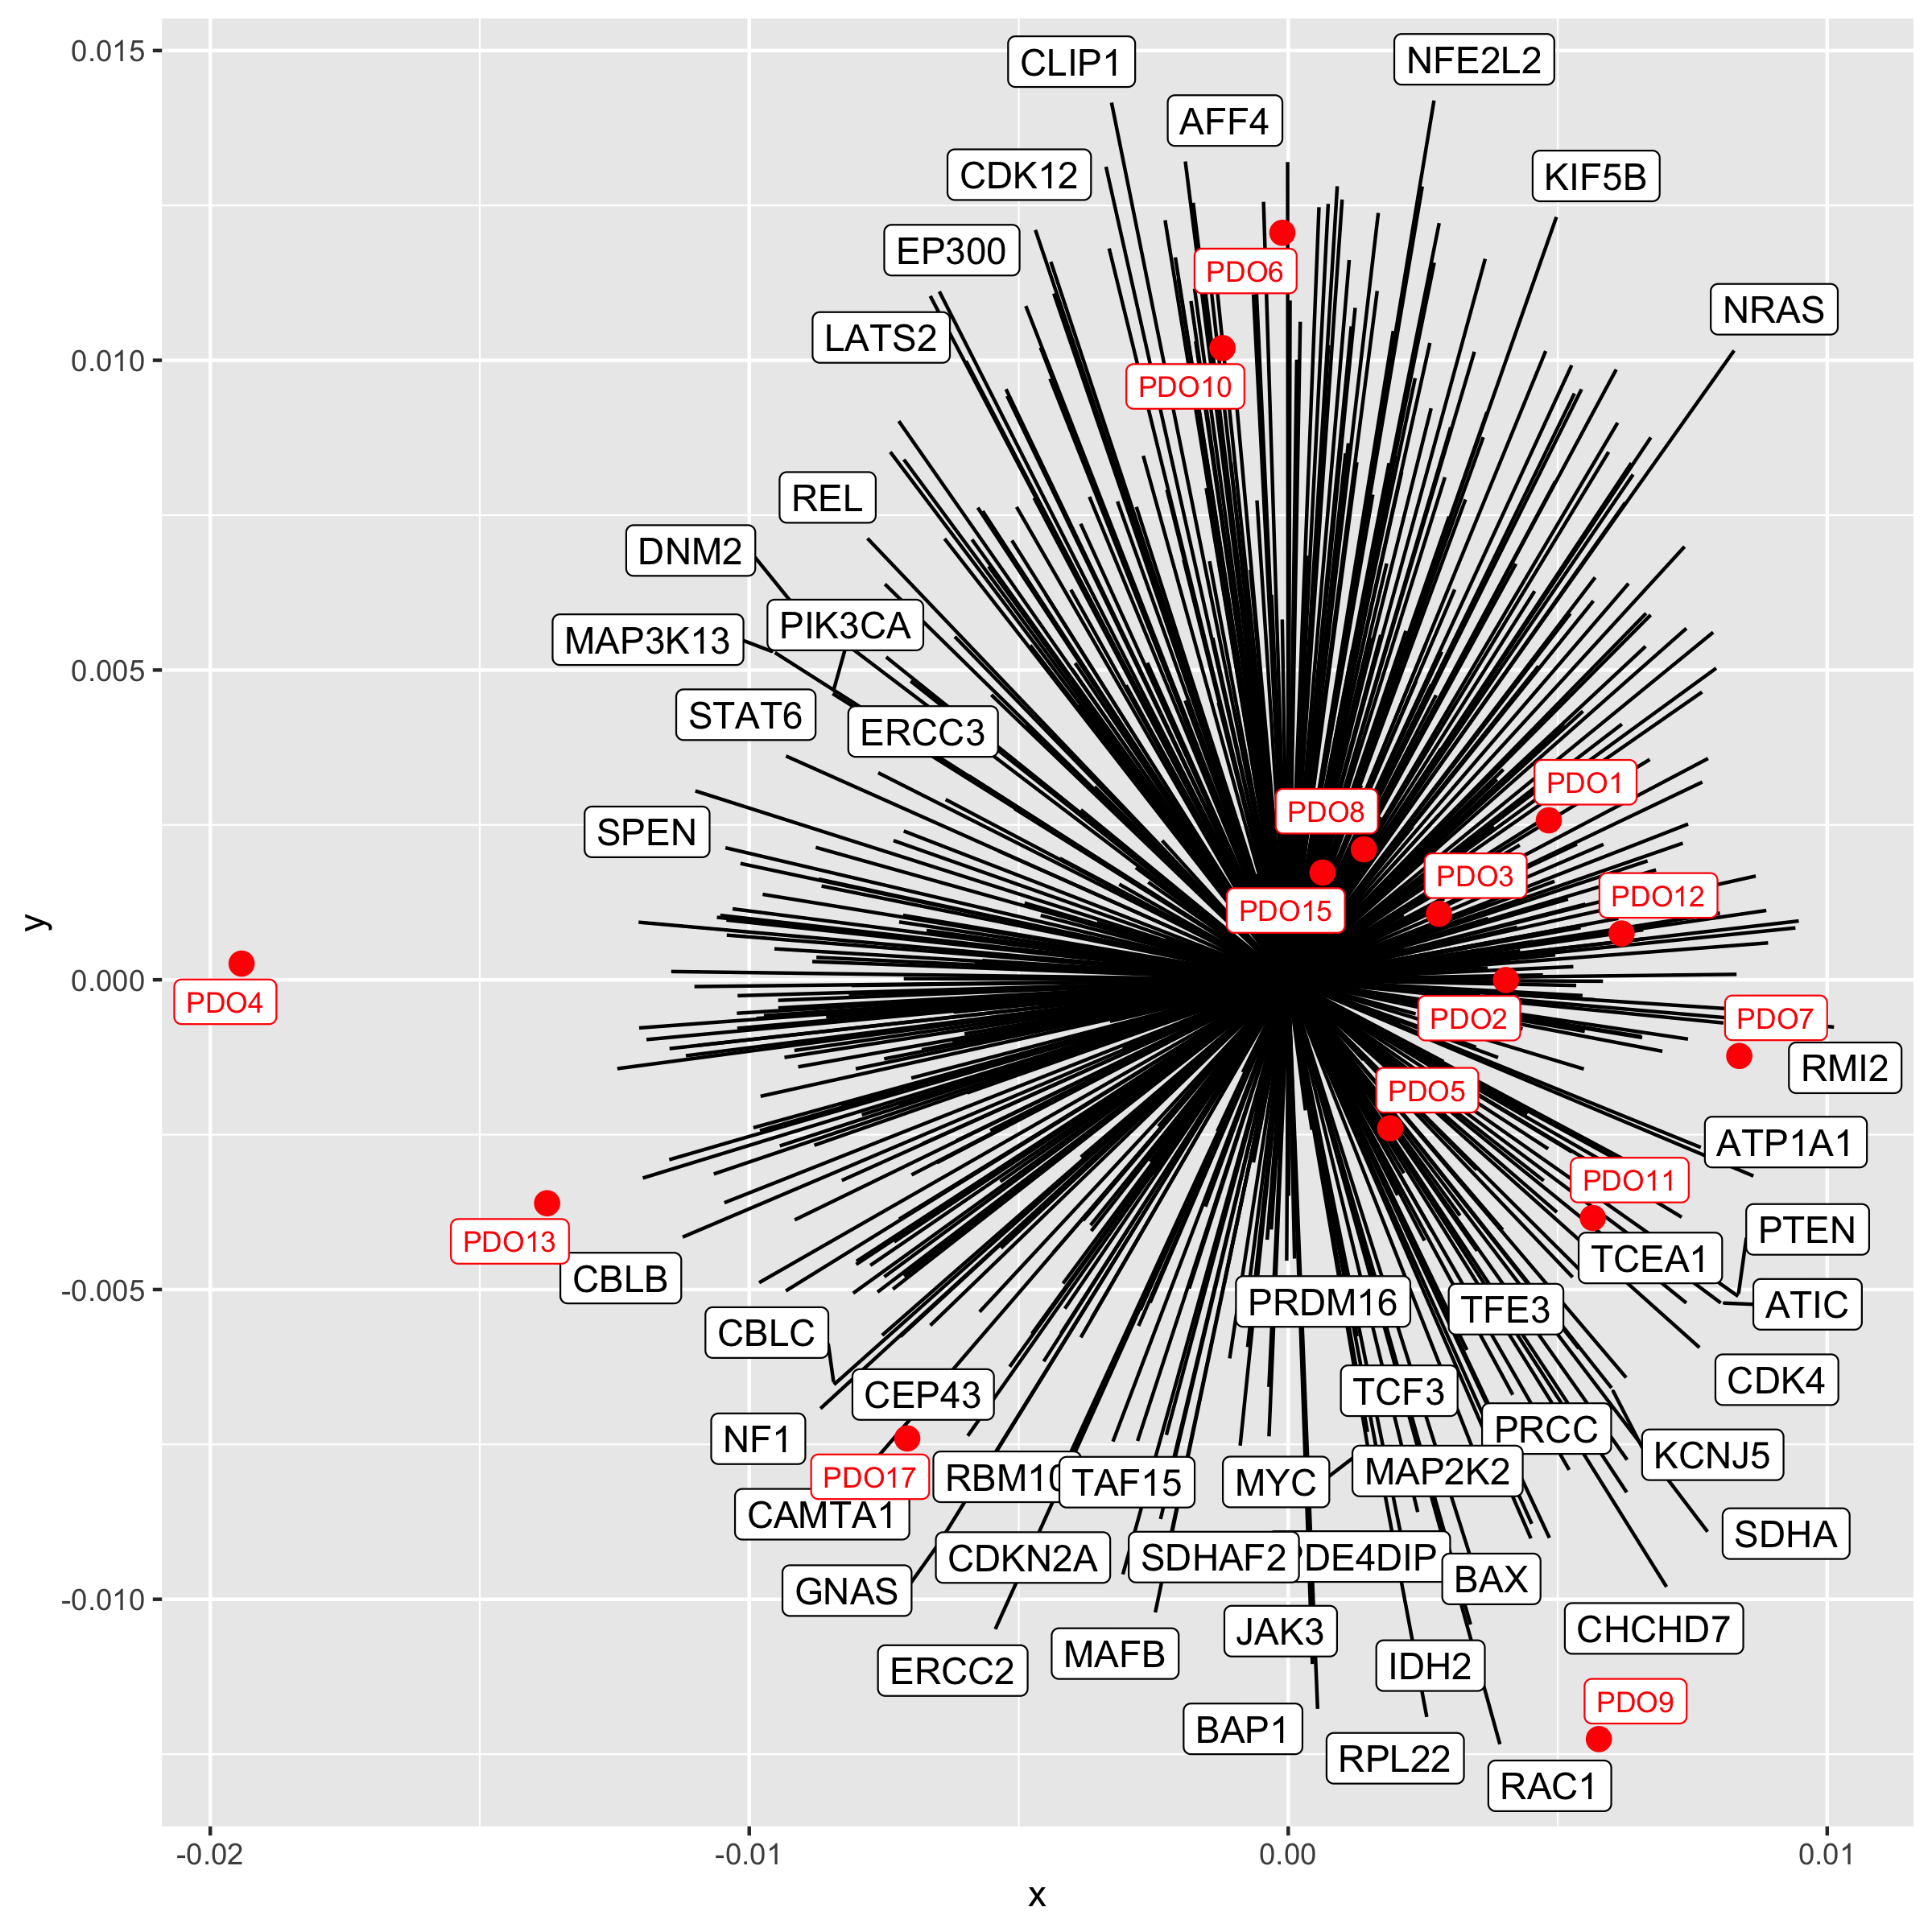 0.015
CLIP1
NFE2L2
AFF4
CDK12
KIF5B
EP300
PDO6
NRAS
LATS2
0.010
PDO10
REL
DNM2
PIK3CA
MAP3K13
0.005
STAT6
ERCC3
PDO1
PDO8
SPEN
PDO3
PDO12
PDO15
y
0.000
PDO4
PDO2
PDO7
RMI2
PDO5
ATP1A1
PDO11
PDO13
PTEN
TCEA1
CBLB
-0.005
PRDM16
TFE3
ATIC
CBLC
CDK4
CEP43
TCF3
NF1
PRCC
KCNJ5
PDO17
RBM10
TAF15
MYC
MAP2K2
CAMTA1
SDHA
CDKN2A
SDHAF2
PDE4DIP
BAX
GNAS
-0.010
JAK3
CHCHD7
MAFB
ERCC2
IDH2
PDO9
BAP1
RPL22
RAC1
-0.02
-0.01
0.00
0.01
x